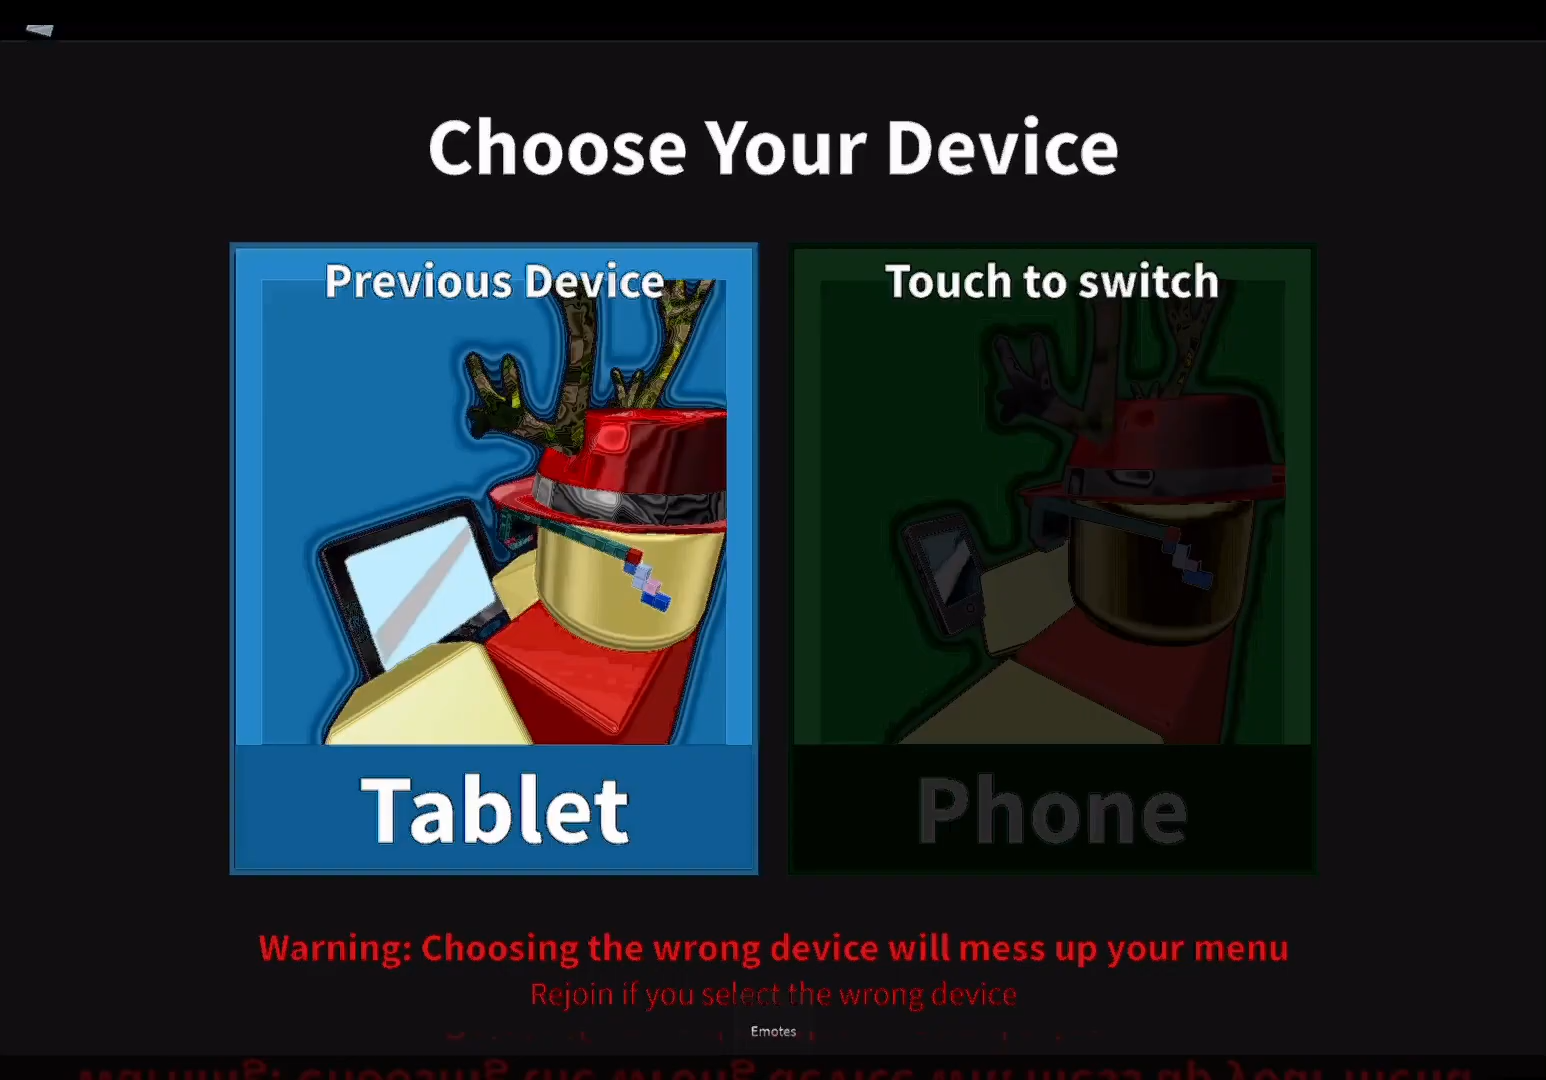 Choose Your Device
Previous Device
Touch to switch
Tablet
Phone
Warning: Choosing the wrong device will mess up your menu
Rejoin if you select the wrong device
Emotes